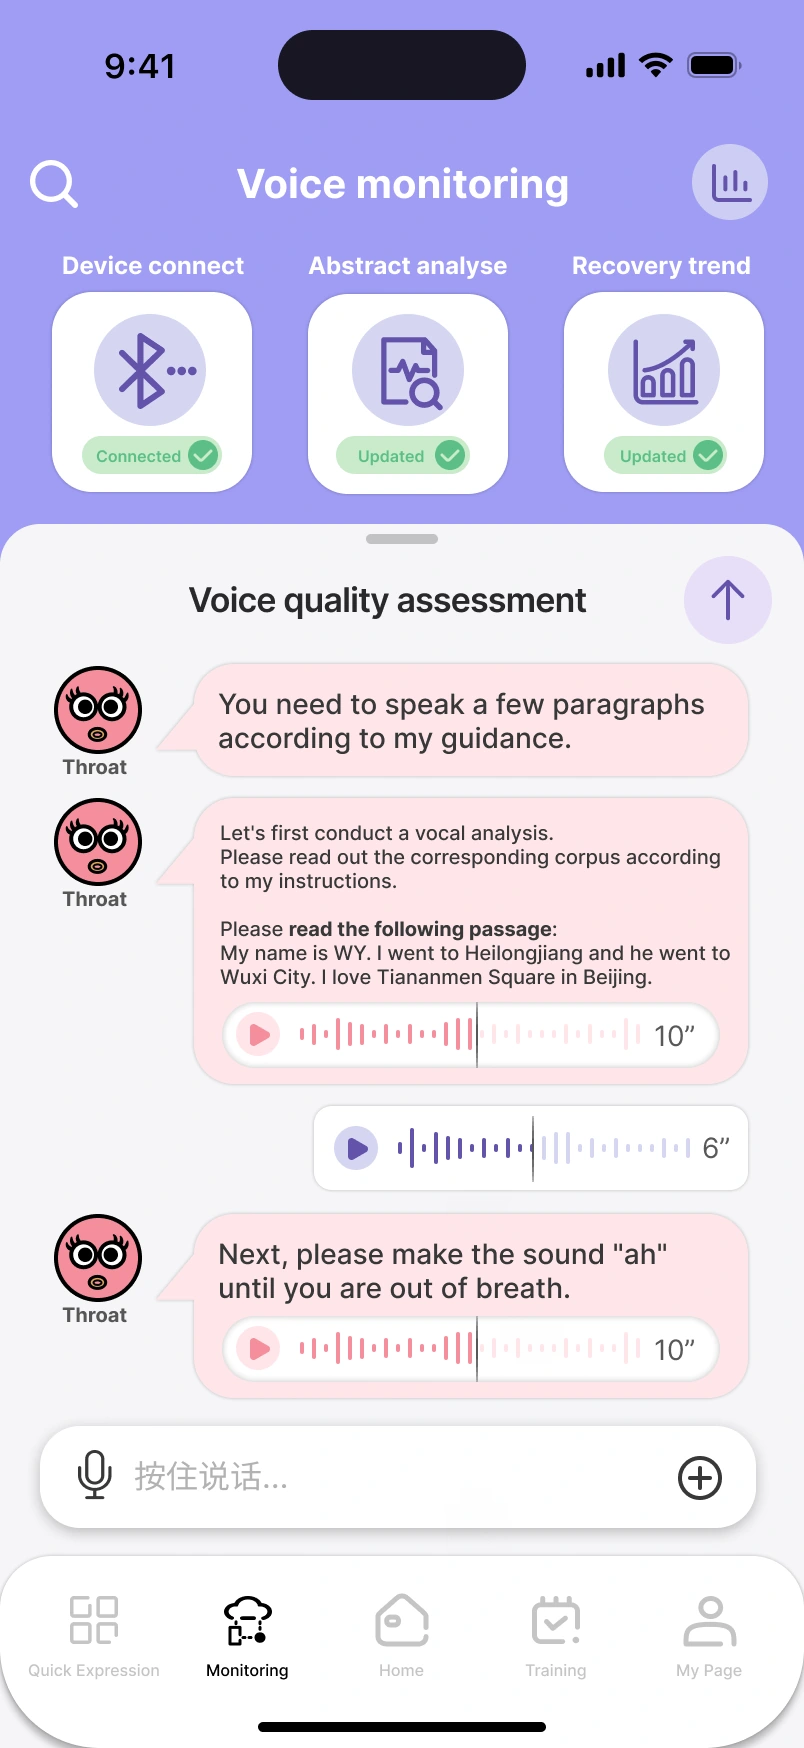 9:41
Voice monitoring
Device connect
Abstract analyse
Recovery trend
Connected
Updated
Updated
Voice quality assessment
You need to speak a few paragraphs
according to my guidance.
Throat
Let's first conduct a vocal analysis.
Please read out the corresponding corpus according
to my instructions.
Throat
Please read the following passage:
My name is WY. I went to Heilongjiang and he went to
Wuxi City. I love Tiananmen Square in Beijing.
10”
6”
Next, please make the sound "ah"
until you are out of breath.
Throat
10”
按住说话...
Quick Expression
Monitoring
Home
Training
My Page